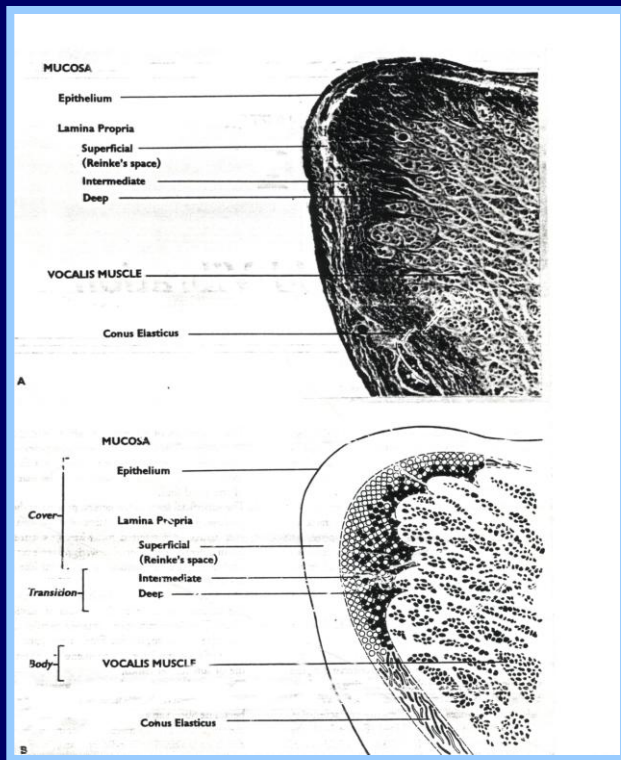 MUCOSA
Epithelium
Lamina Propria
Superficial
(Reinke's space)
Intermediate
Deep
VOCALIS MUSCLE
Conus Elasticus
A
MUCOSA
Epithelium
Cover
Lamina Propria
Superficial
(Reinke's space)
Intermediate
Transition
Deep
Body
VOCALIS MUSCLE
Conus Elasticus
B